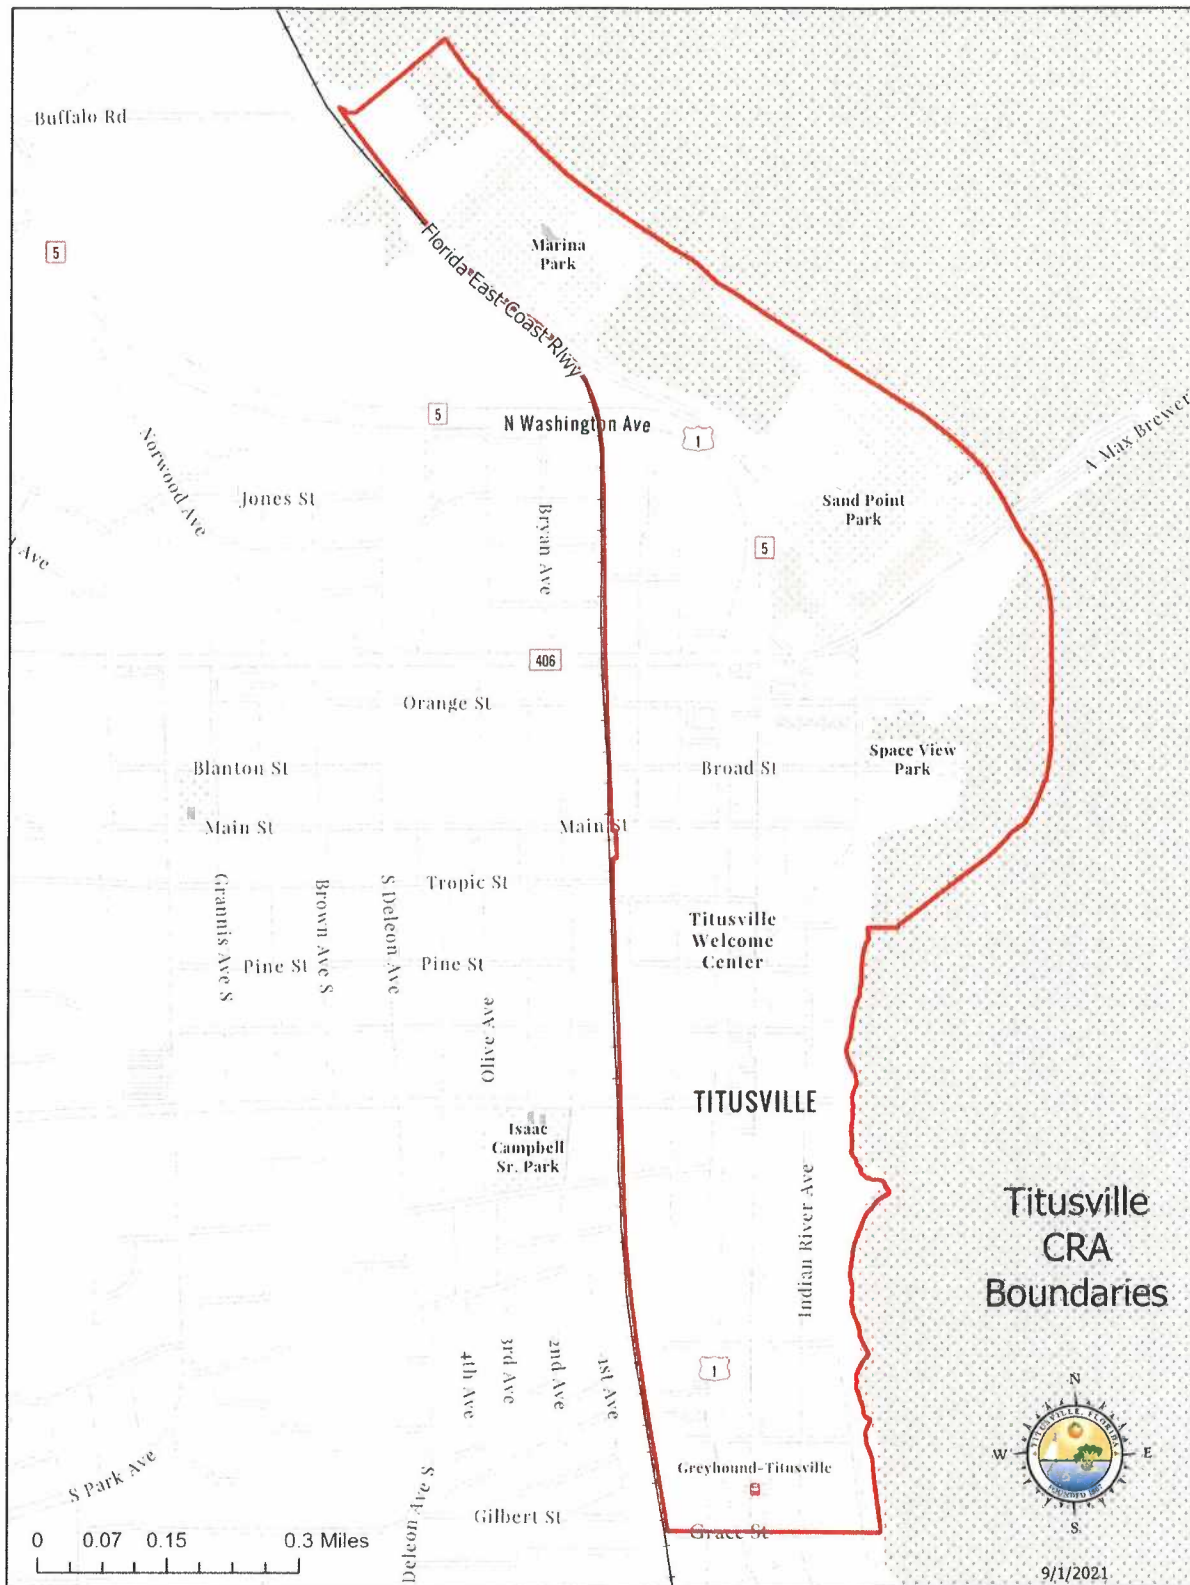 Buffalo Rd
5
Marina
Park
Florida East Coast Rlwy
5
N Washington Ave
1
A Max Brewer
Norwood Ave
Jones St
Sand Point
Park
Bryan Ave
5
Ave
406
Orange St
Blanton St
Broad St
Space View
Park
Main St
Main St
Grannis Ave S
Brown Ave S
S Deleon Ave
Tropic St
Titusville
Welcome
Center
Pine St
Pine St
Olive Ave
TITUSVILLE
Isaac
Campbell
Sr. Park
Indian River Ave
Titusville
CRA
Boundaries
4th Ave
3rd Ave
2nd Ave
1st Ave
1
N
W
E
S
TITUSVILLE, FLORIDA
FOUNDED 1867
S Park Ave
Deleon Ave S
Greyhound-Titusville
Gilbert St
Grace St
0 0.07 0.15 0.3 Miles
9/1/2021